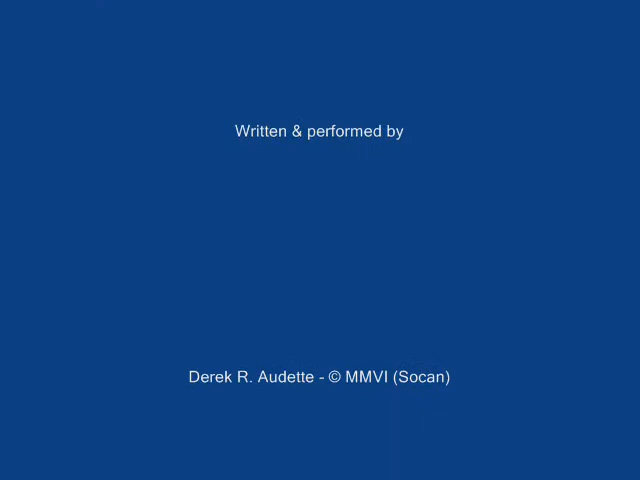 Written & performed by
Derek R. Audette - © MMVI (Socan)